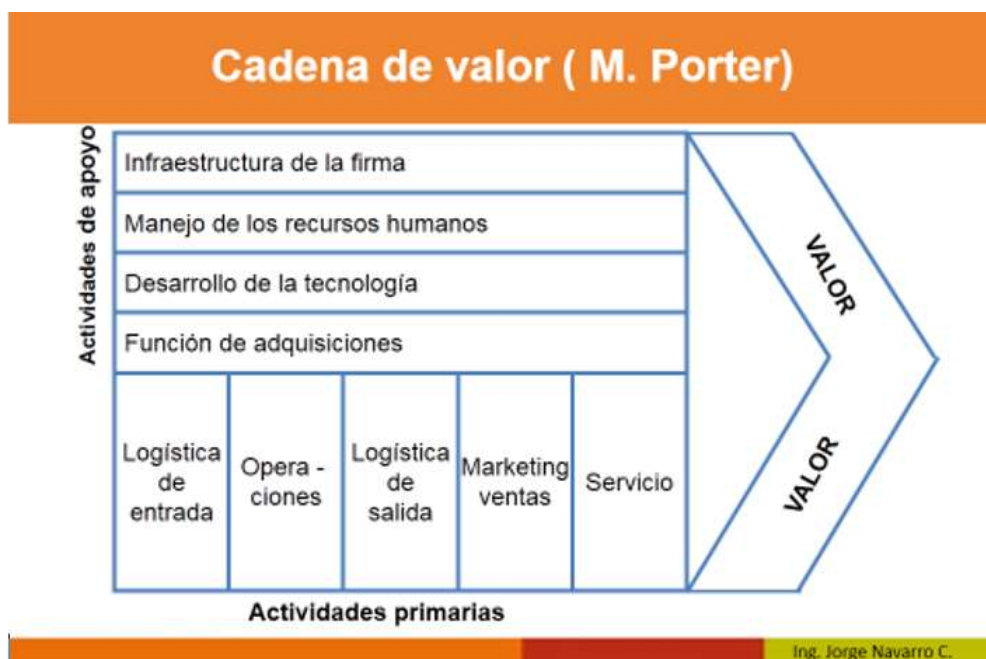 Cadena de valor ( M. Porter)
Actividades de apoyo
Infraestructura de la firma
Manejo de los recursos humanos
Desarrollo de la tecnología
Función de adquisiciones
Logística
de
entrada
Opera -
ciones
Logística
de
salida
Marketing
ventas
Servicio
VALOR
VALOR
Actividades primarias
Ing. Jorge Navarro C.